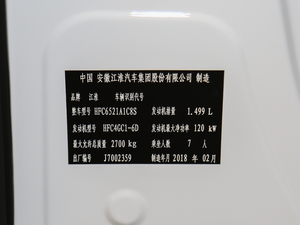 中国 安徽江淮汽车集团股份有限公司 制造
品牌 江淮 车辆识别代号
整车型号 HFC6521A1C8S 发动机排量 1.499 L
发动机型号 HFC4GC1-6D 发动机最大净功率 120 kW
最大允许总质量 2700 kg 乘坐人数 7 人
出厂编号 J7002359 制造年月 2018 年 02月